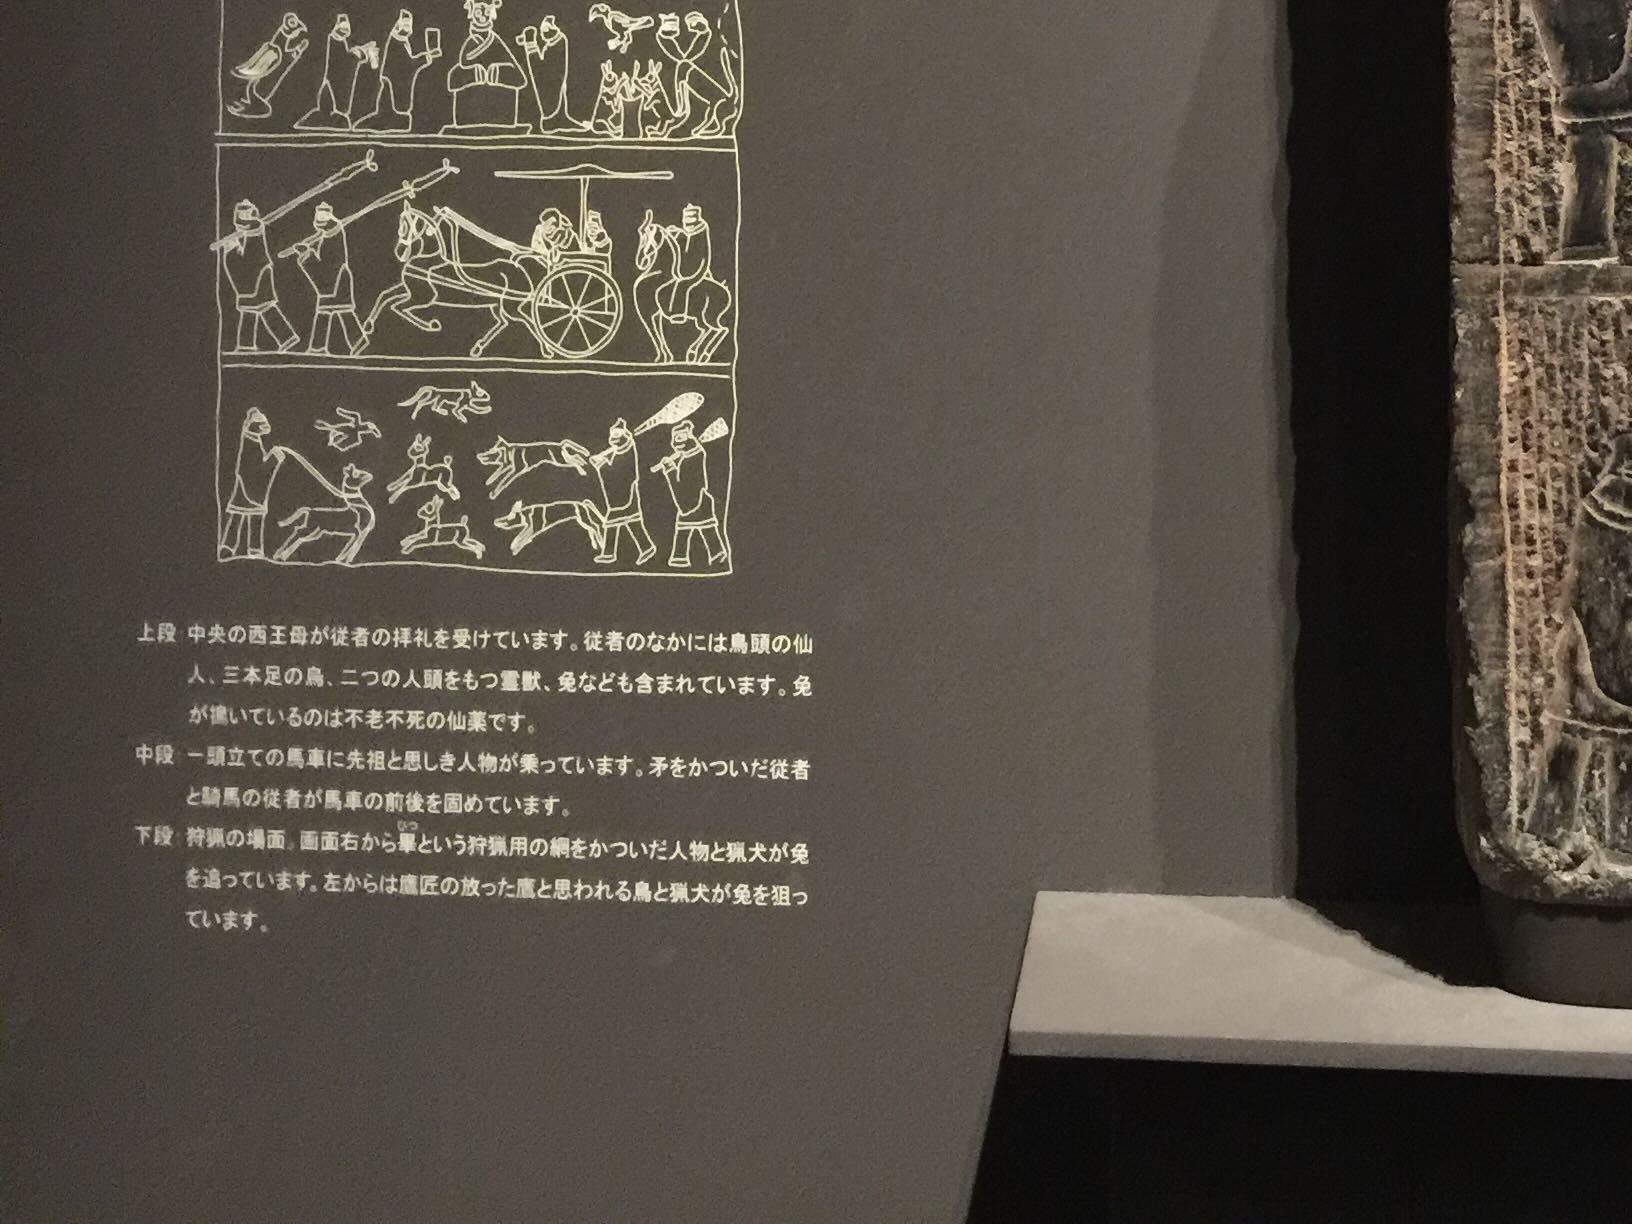 上段 中央の西王母が従者の拝礼を受けています。従者のなかには鳥頭の仙
人、三本足の烏、二つの人頭をもつ霊獣、兎なども含まれています。兎
が搗いているのは不老不死の仙薬です。
中段 一頭立ての馬車に先祖と思しき人物が乗っています。矛をかついだ従者
と騎馬の従者が馬車の前後を固めています。
下段 狩猟の場面。画面右から畢という狩猟用の網をかついだ人物と猟犬が兎
ひつ
を追っています。左からは鷹匠の放った鷹と思われる鳥と猟犬が兎を狙っ
ています。